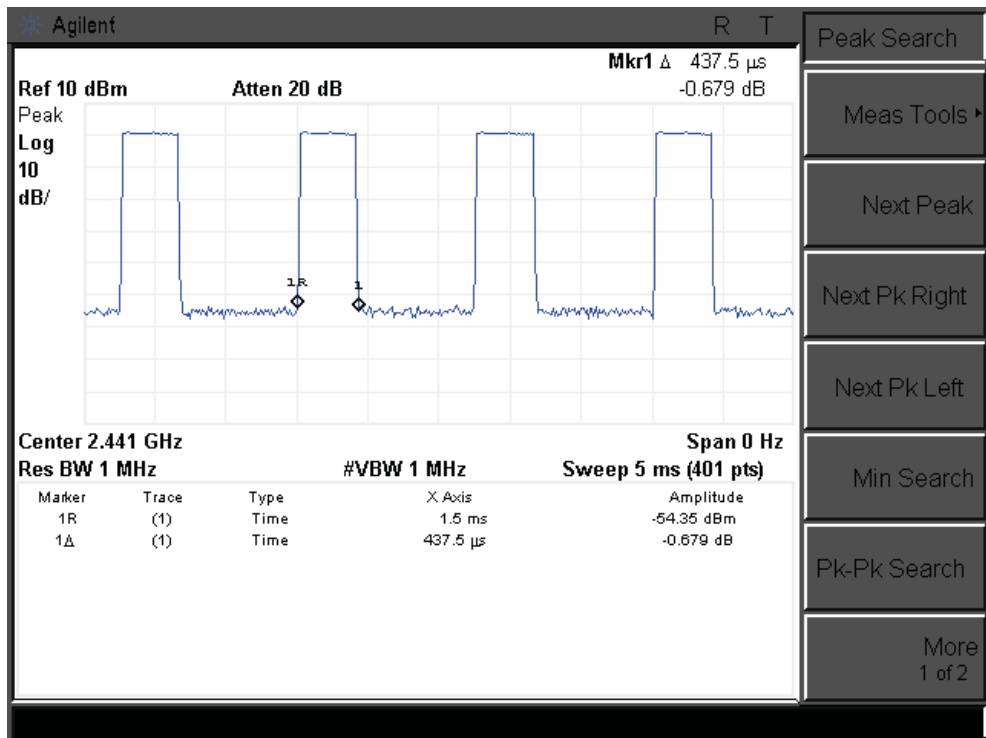 Agilent R T
Peak Search
Mkr1 Δ 437.5 µs
Ref 10 dBm Atten 20 dB -0.679 dB
Peak
Log
10
dB/
1R
1
Center 2.441 GHz Span 0 Hz
Res BW 1 MHz #VBW 1 MHz Sweep 5 ms (401 pts)
Marker Trace Type X Axis Amplitude
1R (1) Time 1.5 ms -54.35 dBm
1Δ (1) Time 437.5 µs -0.679 dB
Meas Tools
Next Peak
Next Pk Right
Next Pk Left
Min Search
Pk-Pk Search
More
1 of 2